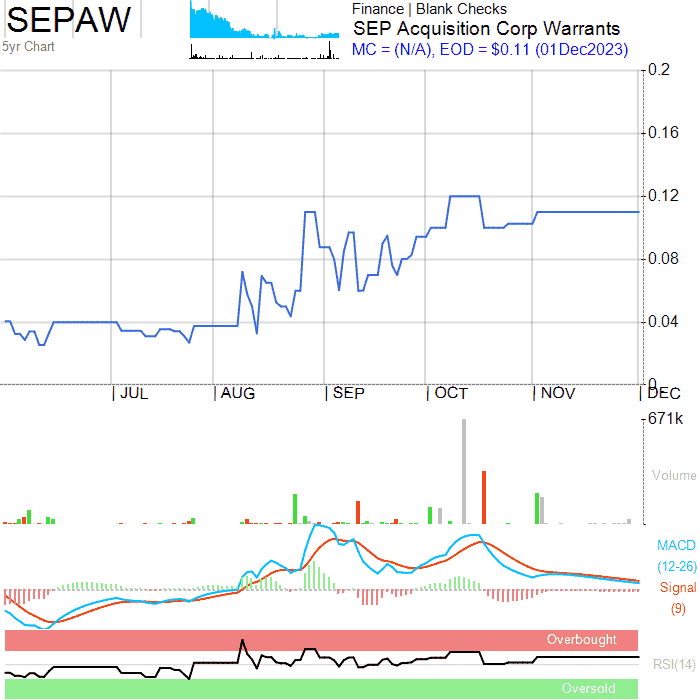 SEPAW
5yr Chart
Finance | Blank Checks
SEP Acquisition Corp Warrants
MC = (N/A), EOD = $0.11 (01Dec2023)
0.2
0.16
0.12
0.08
0.04
0
JUL AUG SEP OCT NOV DEC
671k
Volume
MACD
(12-26)
Signal
(9)
Overbought
RSI(14)
Oversold